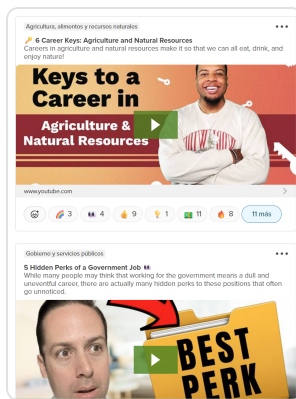 Agricultura, alimentos y recursos naturales
🔑 6 Career Keys: Agriculture and Natural Resources
Careers in agriculture and natural resources make it so that we can all eat, drink, and
enjoy nature!
Keys to a
Career in
Agriculture &
Natural Resources
www.youtube.com
3
4
9
1
11
8
11 más
Gobierno y servicios públicos
5 Hidden Perks of a Government Job
While many people may think that working for the government means a dull and
uneventful career, there are actually many hidden perks to these positions that often
go unnoticed.
BEST
PERK